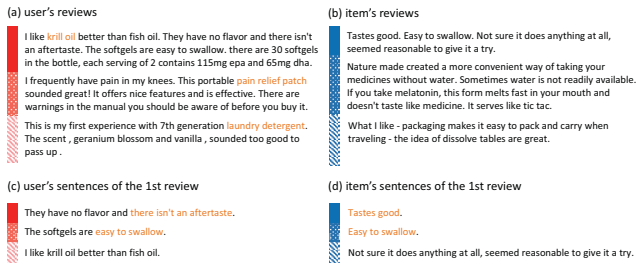 (a) user's reviews
I like krill oil better than fish oil. They have no flavor and there isn't
an aftertaste. The softgels are easy to swallow. there are 30 softgels
in the bottle, each serving of 2 contains 115mg epa and 65mg dha.
I frequently have pain in my knees. This portable pain relief patch
sounded great! It offers nice features and is effective. There are
warnings in the manual you should be aware of before you buy it.
This is my first experience with 7th generation laundry detergent.
The scent , geranium blossom and vanilla , sounded too good to
pass up .
(b) item's reviews
Tastes good. Easy to swallow. Not sure it does anything at all,
seemed reasonable to give it a try.
Nature made created a more convenient way of taking your
medicines without water. Sometimes water is not readily available.
If you take melatonin, this form melts fast in your mouth and
doesn't taste like medicine. It serves like tic tac.
What I like - packaging makes it easy to pack and carry when
traveling - the idea of dissolve tables are great.
(c) user's sentences of the 1st review
They have no flavor and there isn't an aftertaste.
The softgels are easy to swallow.
I like krill oil better than fish oil.
(d) item's sentences of the 1st review
Tastes good.
Easy to swallow.
Not sure it does anything at all, seemed reasonable to give it a try.